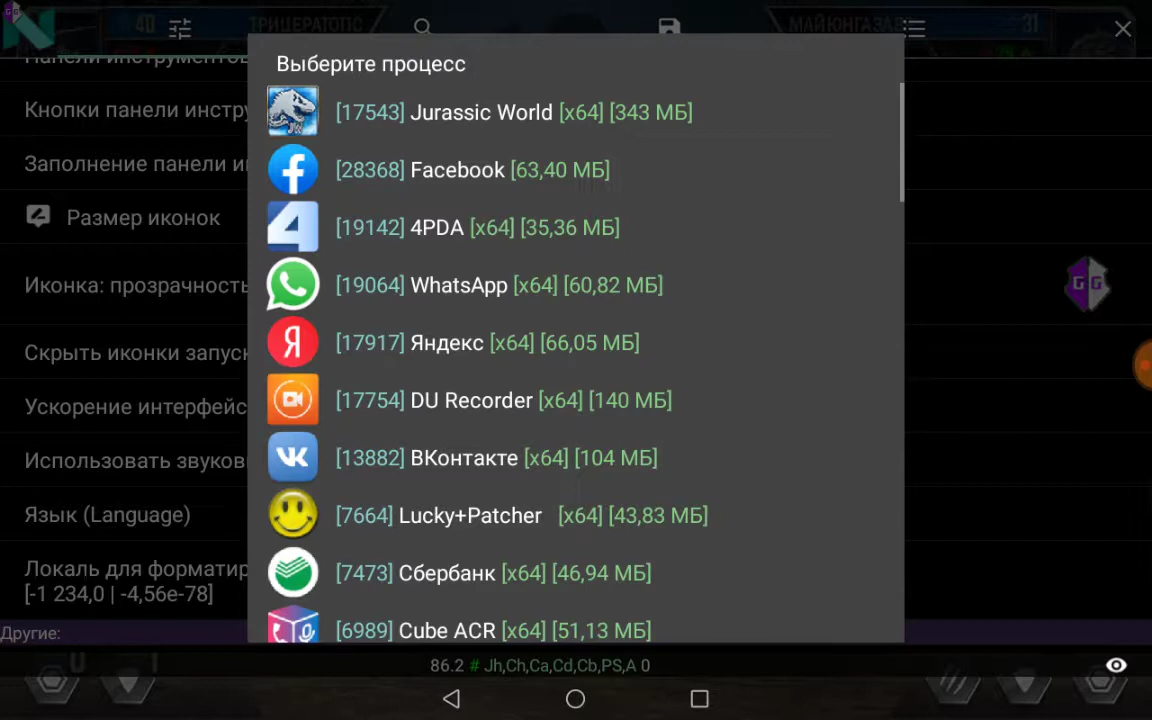 40 ТРИЦЕРАТОПС
МАЙЮНГАЗА 31
Выберите процесс
Панели инструментов
Кнопки панели инстру
Заполнение панели и
Размер иконок
Иконка: прозрачность
Скрыть иконки запуск
Ускорение интерфейс
Использовать звуков
Язык (Language)
Локаль для форматир
[-1 234,0 | -4,56e-78]
Другие:
[17543] Jurassic World [x64] [343 МБ]
[28368] Facebook [63,40 МБ]
[19142] 4PDA [x64] [35,36 МБ]
[19064] WhatsApp [x64] [60,82 МБ]
[17917] Яндекс [x64] [66,05 МБ]
[17754] DU Recorder [x64] [140 МБ]
[13882] ВКонтакте [x64] [104 МБ]
[7664] Lucky+Patcher [x64] [43,83 МБ]
[7473] Сбербанк [x64] [46,94 МБ]
[6989] Cube ACR [x64] [51,13 МБ]
86.2 # Jh,Ch,Ca,Cd,Cb,PS,A 0